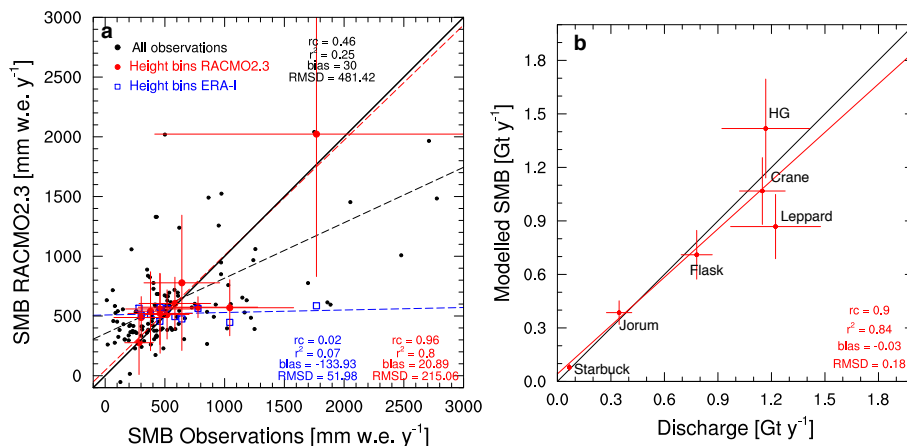 a
All observations
Height bins RACMO2.3
Height bins ERA-I
rc = 0.46
r² = 0.25
bias = 30
RMSD = 481.42
3000
2500
2000
1500
1000
500
0
SMB RACMO2.3 [mm w.e. y⁻¹]
rc = 0.02
r² = 0.07
bias = -133.93
RMSD = 51.98
rc = 0.96
r² = 0.8
bias = 20.89
RMSD = 215.06
0 500 1000 1500 2000 2500 3000
SMB Observations [mm w.e. y⁻¹]
b
1.8
1.5
1.2
0.9
0.6
0.3
0.0
Modelled SMB [Gt y⁻¹]
HG
Crane
Leppard
Flask
Jorum
Starbuck
rc = 0.9
r² = 0.84
bias = -0.03
RMSD = 0.18
0.0 0.3 0.6 0.9 1.2 1.5 1.8
Discharge [Gt y⁻¹]